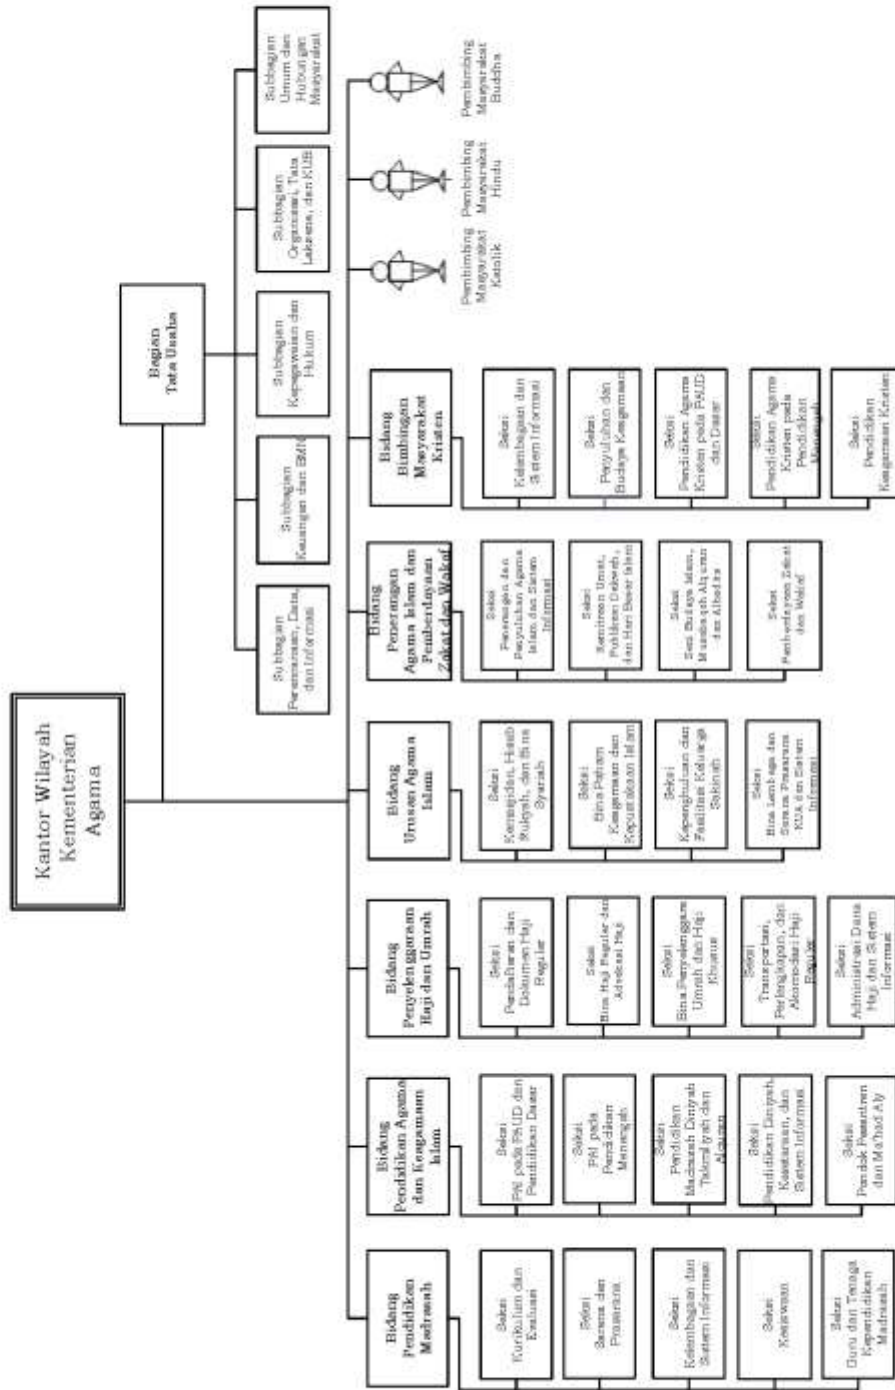 Kantor Wilayah
Kementerian
Agama
Bagian
Tata Usaha
Subbagian
Perencanaan, Data,
dan Informasi
Subbagian
Keuangan dan BMN
Subbagian
Kepegawaian dan
Hukum
Subbagian
Organisasi, Tata
Laksana, dan KUB
Subbagian
Umum dan
Hubungan
Masyarakat
Bidang
Pendidikan
Madrasah
Seksi
Kurikulum dan
Evaluasi
Seksi
Sarana dan
Prasarana
Seksi
Kelembagaan dan
Sistem Informasi
Seksi
Kesiswaan
Seksi
Guru dan Tenaga
Kependidikan
Madrasah
Bidang
Pendidikan Agama
dan Keagamaan
Islam
Seksi
PAI pada PAUD dan
Pendidikan Dasar
Seksi
PAI pada
Pendidikan
Menengah
Seksi
Pendidikan
Madrasah Diniyah
Takmiliyah dan
Alquran
Seksi
Pendidikan Diniyah,
Kesetaraan, dan
Sistem Informasi
Seksi
Pondok Pesantren
dan Ma'had Aly
Bidang
Penyelenggaraan
Haji dan Umrah
Seksi
Pendaftaran dan
Dokumen Haji
Reguler
Seksi
Bina Haji Reguler dan
Advokasi Haji
Seksi
Bina Penyelenggara
Umrah dan Haji
Khusus
Seksi
Transportasi,
Perlengkapan, dan
Akomodasi Haji
Reguler
Seksi
Administrasi Dana
Haji dan Sistem
Informasi
Bidang
Urusan Agama
Islam
Seksi
Kemasjidan, Hisab
Rukyah, dan Bina
Syariah
Seksi
Bina Paham
Keagamaan dan
Kepustakaan Islam
Seksi
Kepenghuluan dan
Fasilitasi Keluarga
Sakinah
Seksi
Bina Lembaga dan
Sarana Prasarana
KUA dan Sistem
Informasi
Bidang
Penerangan
Agama Islam dan
Pemberdayaan
Zakat dan Wakaf
Seksi
Penerangan dan
Penyuluhan Agama
Islam dan Sistem
Informasi
Seksi
Kemitraan Umat,
Publikasi Dakwah,
dan Hari Besar Islam
Seksi
Seni Budaya Islam,
Musabaqah Alquran
dan Alhadits
Seksi
Pemberdayaan Zakat
dan Wakaf
Bidang
Bimbingan
Masyarakat
Kristen
Seksi
Kelembagaan dan
Sistem Informasi
Seksi
Penyuluhan dan
Budaya Keagamaan
Seksi
Pendidikan Agama
Kristen pada PAUD
dan Dasar
Seksi
Pendidikan Agama
Kristen pada
Pendidikan
Menengah
Seksi
Pendidikan
Keagamaan Kristen
Pembimbing
Masyarakat
Katolik
Pembimbing
Masyarakat
Hindu
Pembimbing
Masyarakat
Buddha